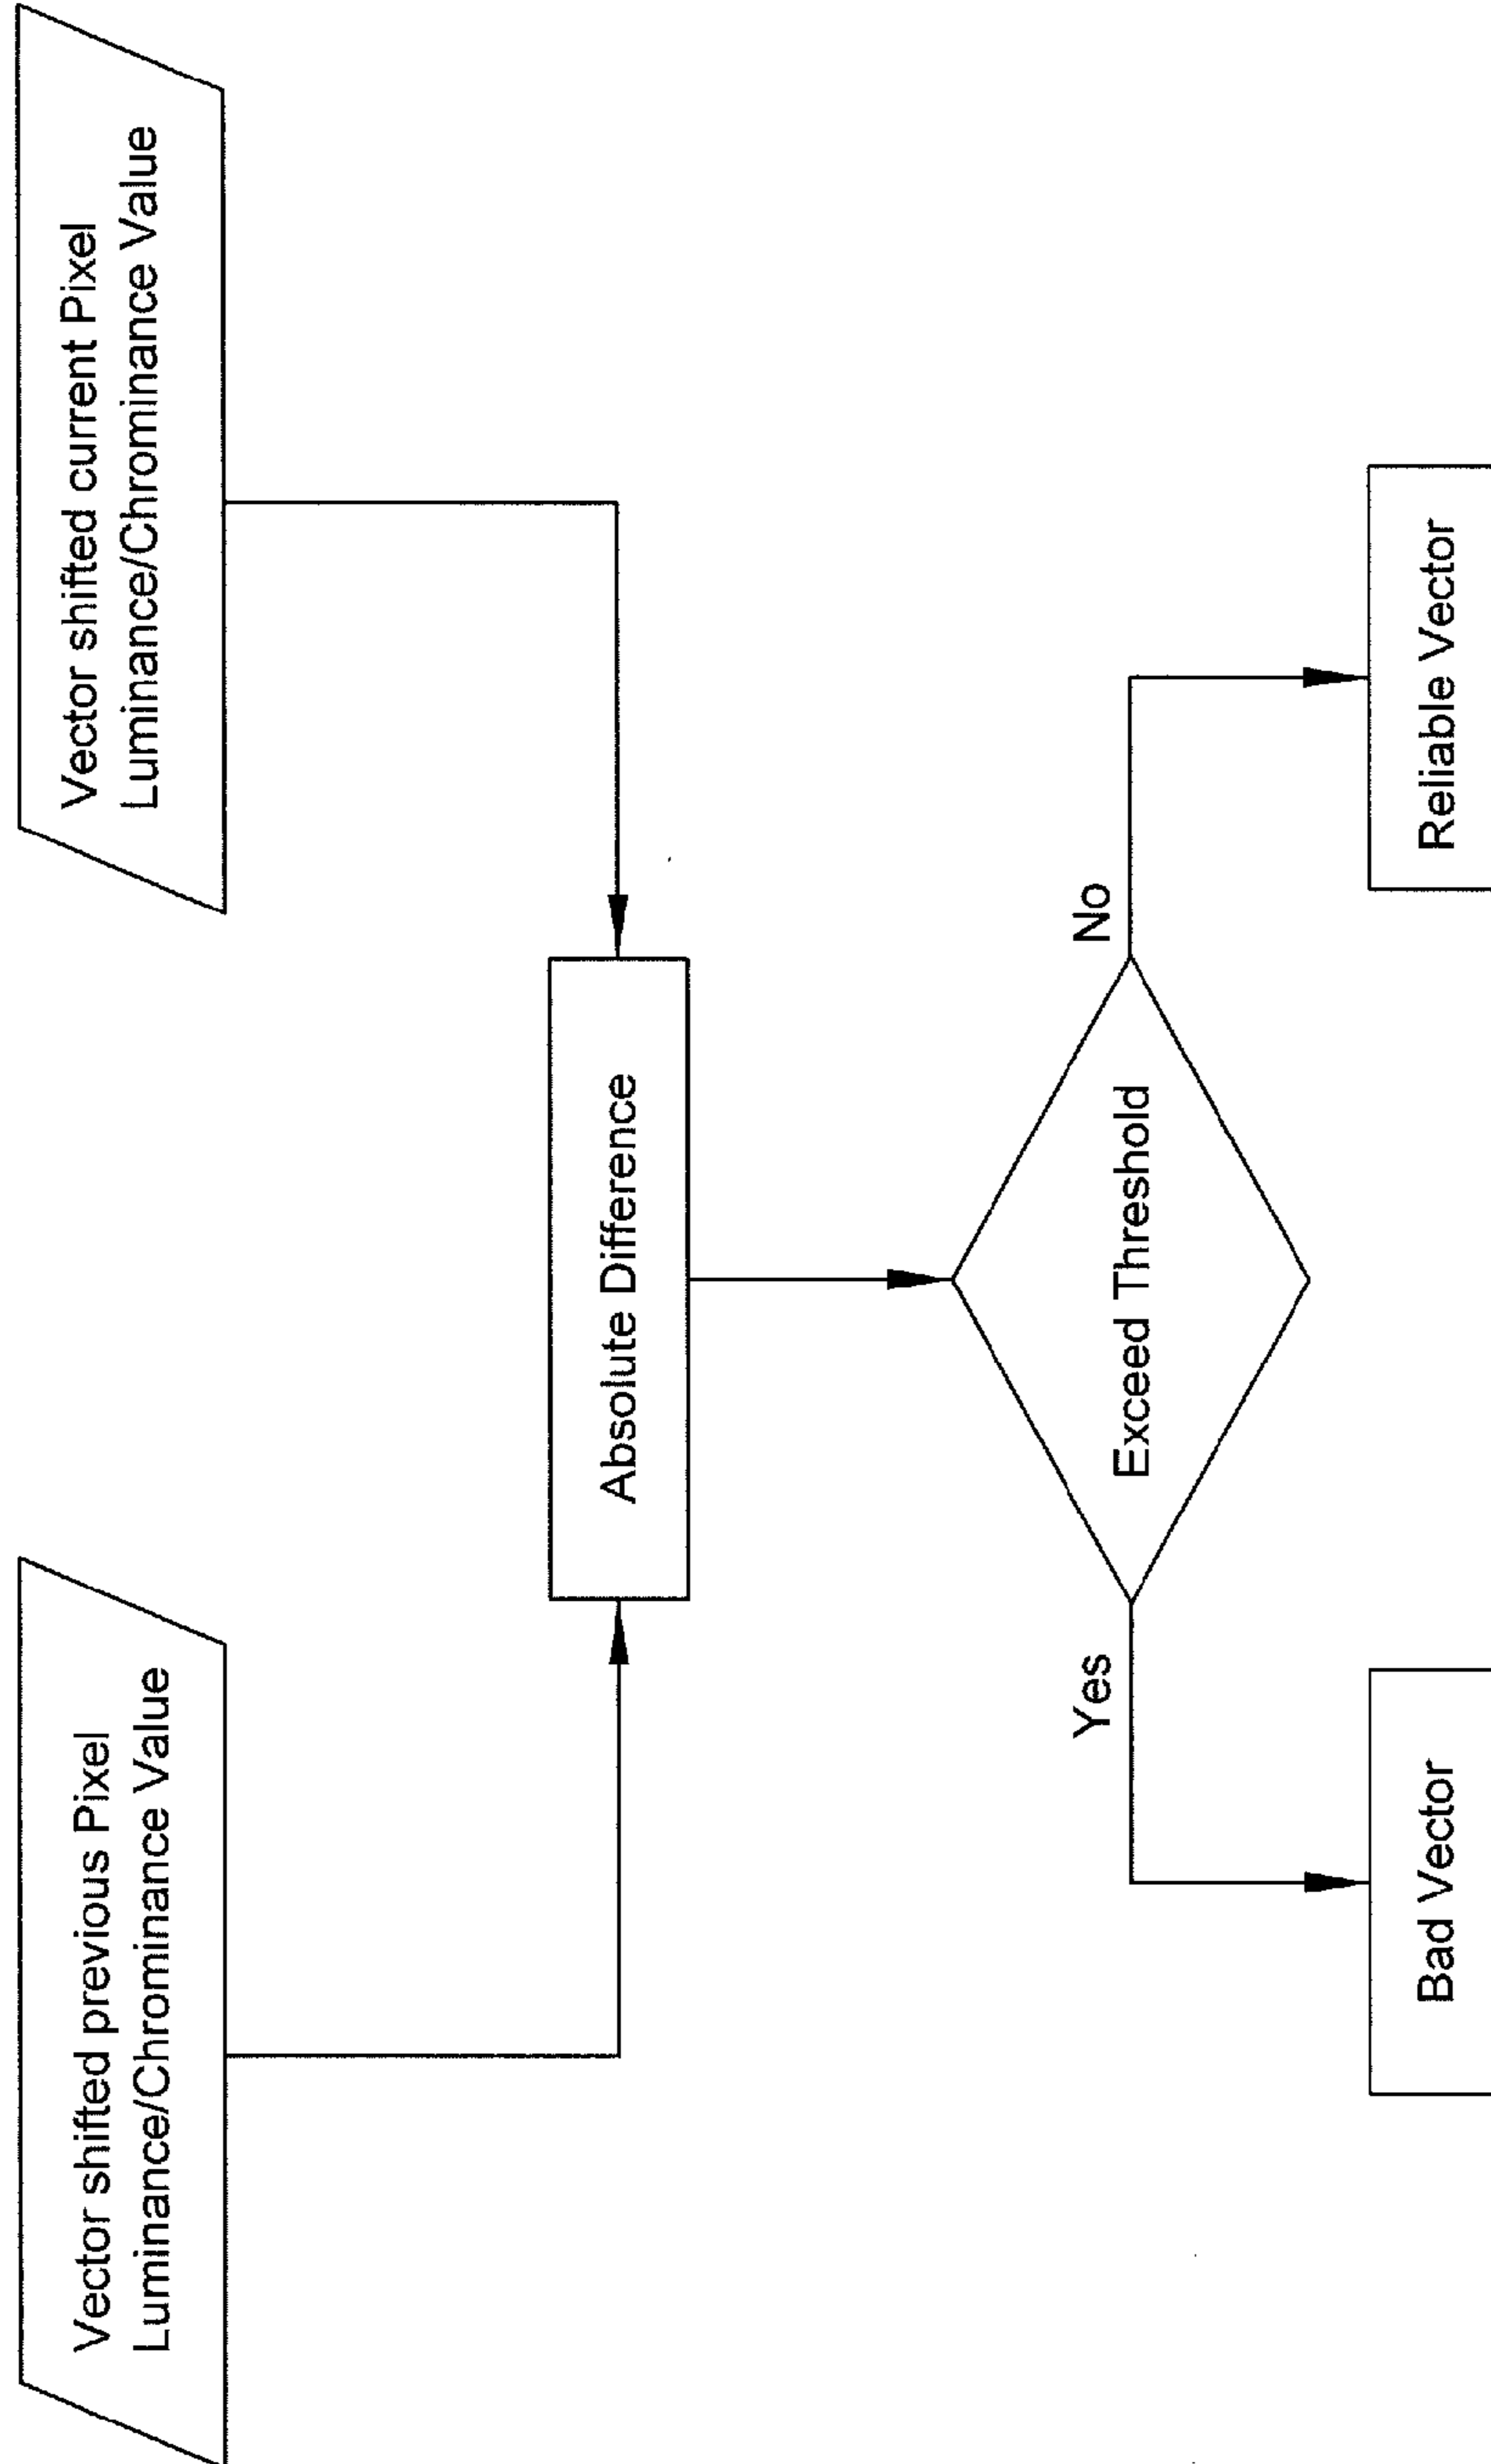 Vector shifted previous Pixel
Luminance/Chrominance Value
Vector shifted current Pixel
Luminance/Chrominance Value
Absolute Difference
Exceed Threshold
Yes
No
Bad Vector
Reliable Vector